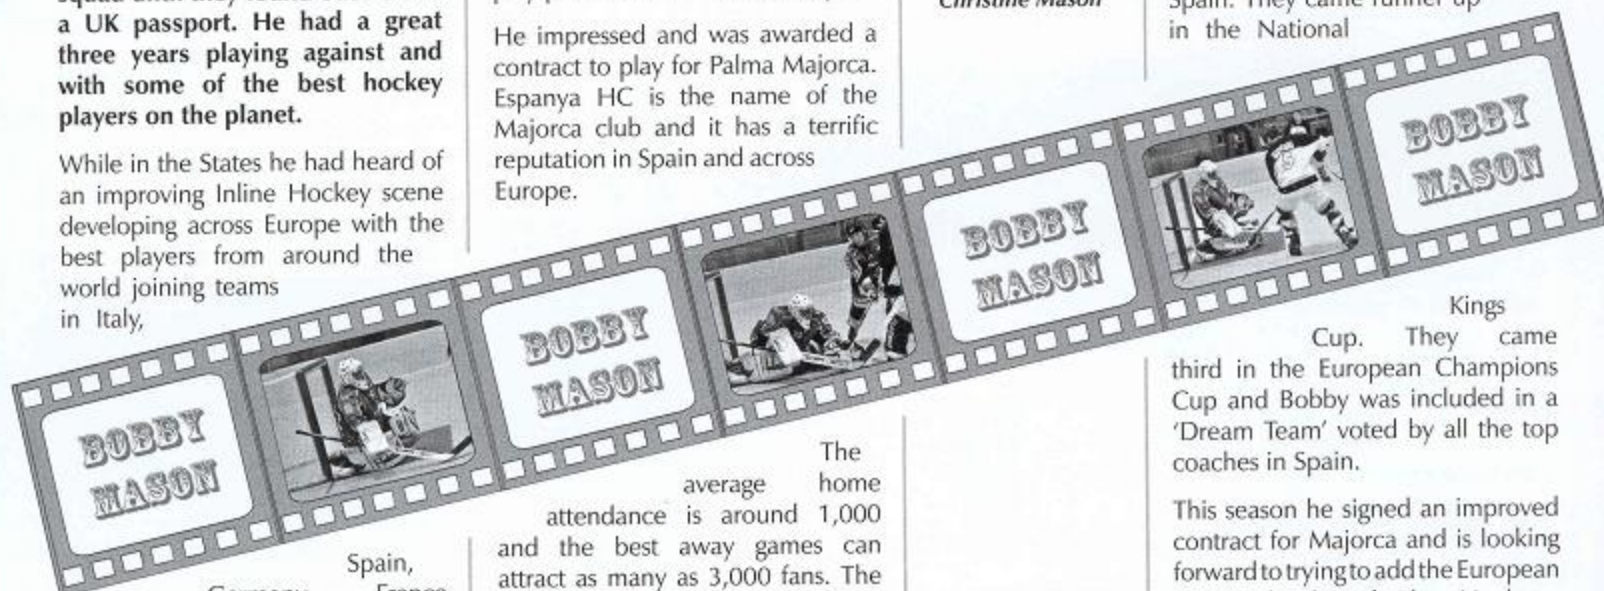 a UK passport. He had a great
three years playing against and
with some of the best hockey
players on the planet.
While in the States he had heard of
an improving Inline Hockey scene
developing across Europe with the
best players from around the
world joining teams
in Italy,
Spain,
France
He impressed and was awarded a
contract to play for Palma Majorca.
Espanya HC is the name of the
Majorca club and it has a terrific
reputation in Spain and across
Europe.
The
average home
attendance is around 1,000
and the best away games can
attract as many as 3,000 fans. The
Christine Mason
Spain. They came runner up
in the National
Kings
Cup. They came
third in the European Champions
Cup and Bobby was included in a
‘Dream Team’ voted by all the top
coaches in Spain.
This season he signed an improved
contract for Majorca and is looking
forward to trying to add the European
BOBBY
MASON
BOBBY
MASON
BOBBY
MASON
BOBBY
MASON